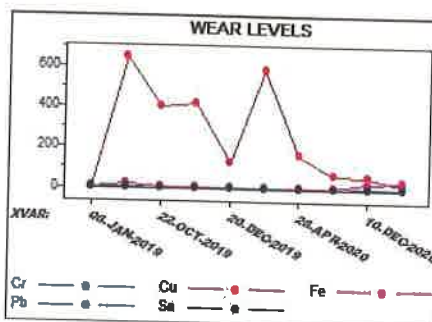 WEAR LEVELS
600
400
200
0
XVAR:
22-OCT-2019
20-DEC-2019
28-APR-2020
10-DEC-2020
Cr Cu Fe
Pb Sn